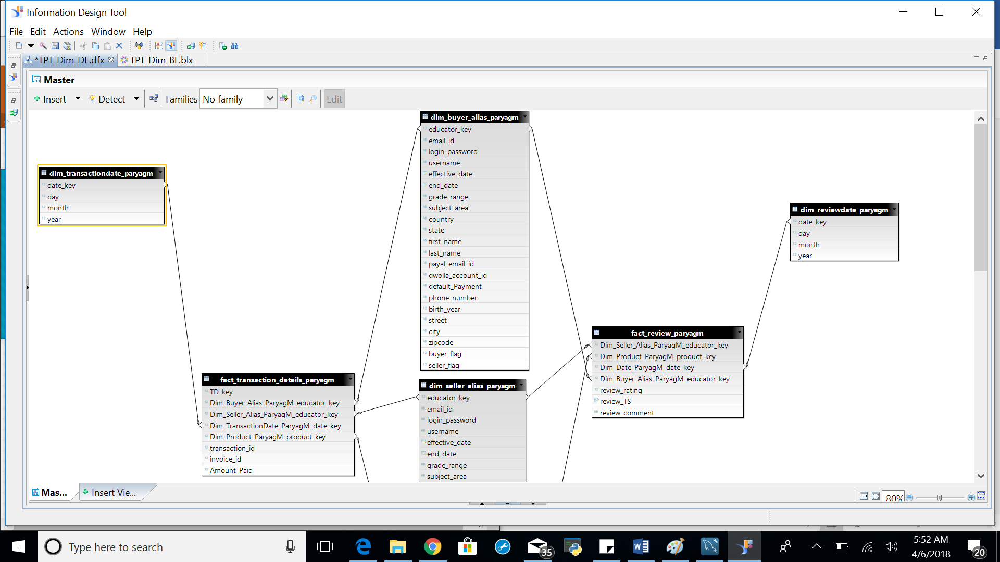 Information Design Tool
File Edit Actions Window Help
*TPT_Dim_DF.dfx TPT_Dim_BL.blx
Master
Insert Detect Families No family Edit
dim_buyer_alias_paryagm
educator_key
email_id
login_password
username
effective_date
end_date
grade_range
subject_area
country
state
first_name
last_name
payal_email_id
dwolla_account_id
default_Payment
phone_number
birth_year
street
city
zipcode
buyer_flag
seller_flag
dim_transactiondate_paryagm
date_key
day
month
year
dim_reviewdate_paryagm
date_key
day
month
year
fact_review_paryagm
Dim_Seller_Alias_ParyagM_educator_key
Dim_Product_ParyagM_product_key
Dim_Date_ParyagM_date_key
Dim_Buyer_Alias_ParyagM_educator_key
review_rating
review_TS
review_comment
fact_transaction_details_paryagm
TD_key
Dim_Buyer_Alias_ParyagM_educator_key
Dim_Seller_Alias_ParyagM_educator_key
Dim_TransactionDate_ParyagM_date_key
Dim_Product_ParyagM_product_key
transaction_id
invoice_id
Amount_Paid
dim_seller_alias_paryagm
educator_key
email_id
login_password
username
effective_date
end_date
grade_range
subject_area
Mas... Insert Vie...
80%
Type here to search
35
5:52 AM
4/6/2018
20